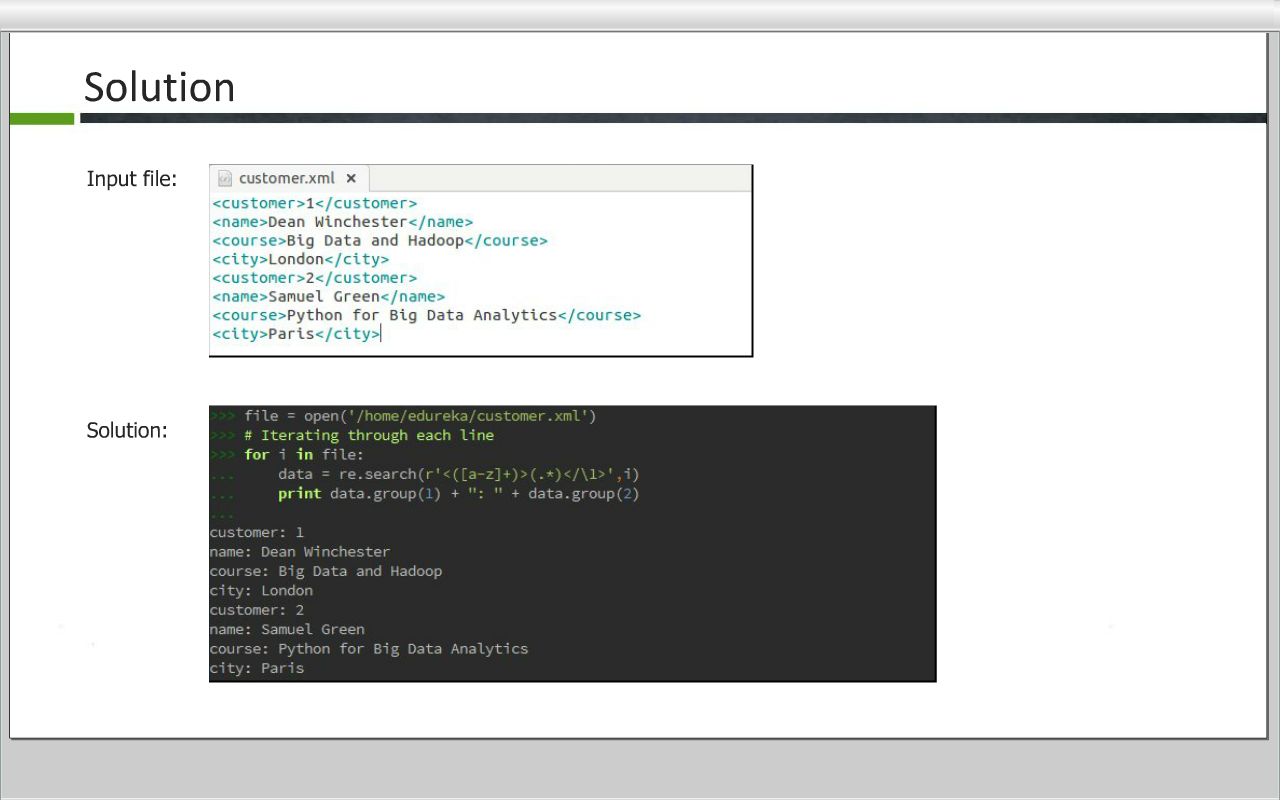 Solution
Input file:
customer.xml ×
<customer>1</customer>
<name>Dean Winchester</name>
<course>Big Data and Hadoop</course>
<city>London</city>
<customer>2</customer>
<name>Samuel Green</name>
<course>Python for Big Data Analytics</course>
<city>Paris</city>
Solution:
>>> file = open('/home/edureka/customer.xml')
>>> # Iterating through each line
>>> for i in file:
...     data = re.search(r'<([a-z]+)>(.*)</\1>',i)
...     print data.group(1) + ": " + data.group(2)
...
customer: 1
name: Dean Winchester
course: Big Data and Hadoop
city: London
customer: 2
name: Samuel Green
course: Python for Big Data Analytics
city: Paris